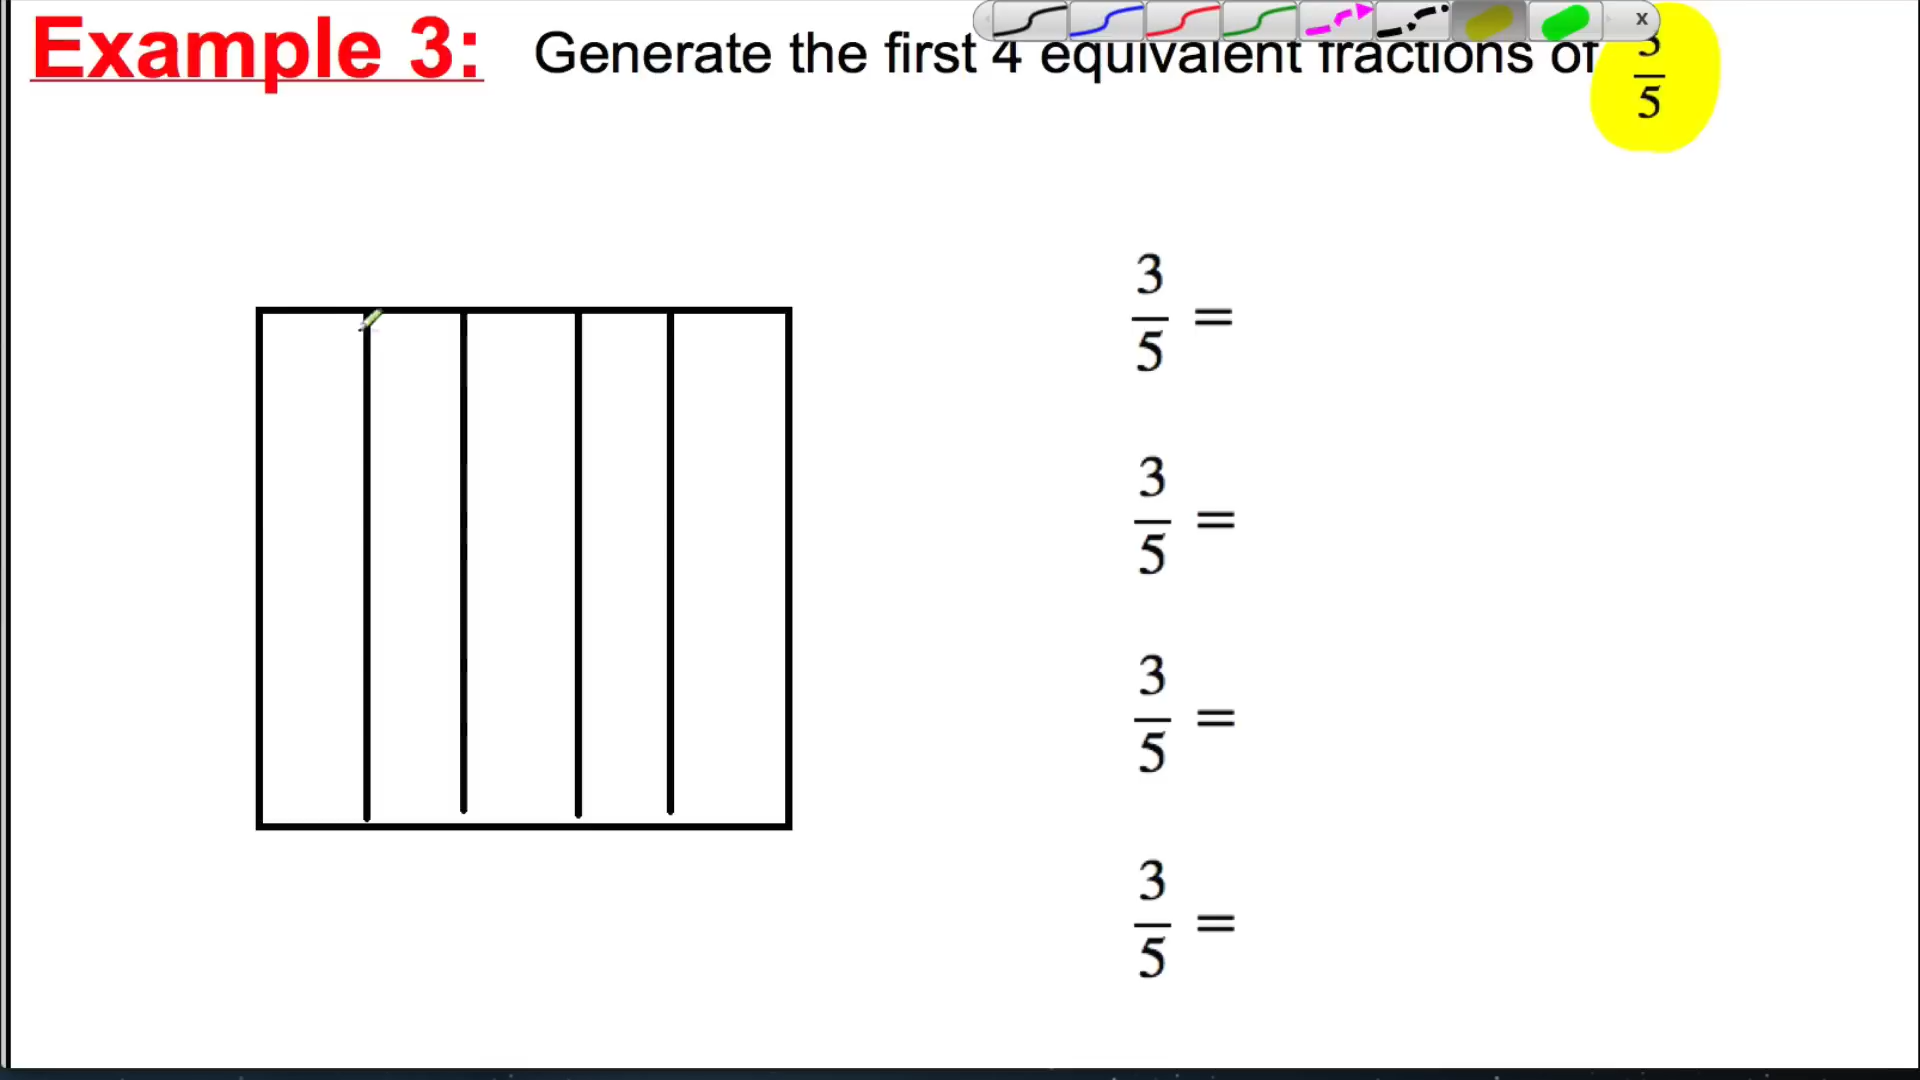 Example 3: Generate the first 4 equivalent fractions of 3/5
3/5 =
3/5 =
3/5 =
3/5 =
x